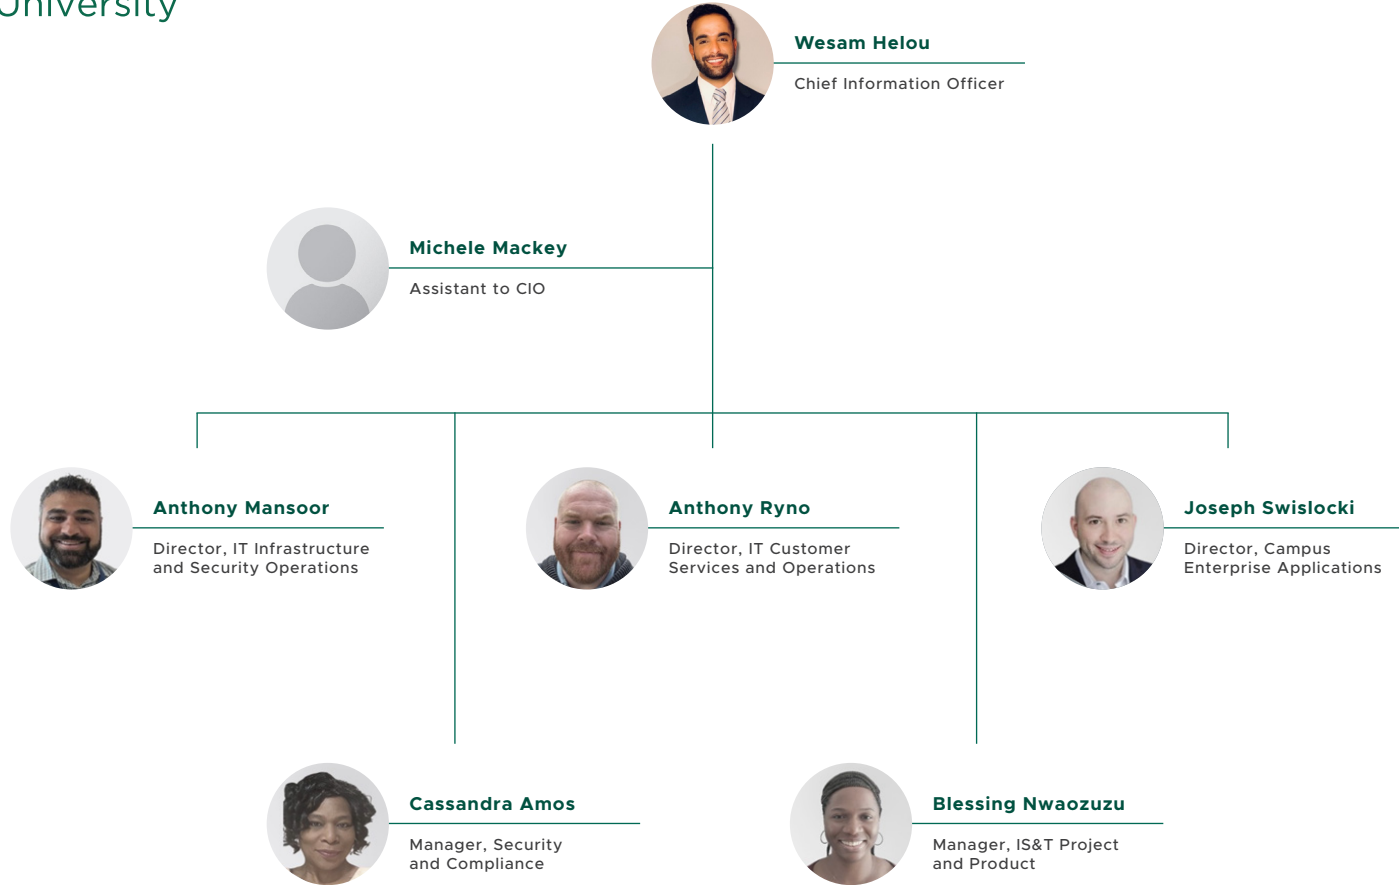 University
Wesam Helou
Chief Information Officer
Michele Mackey
Assistant to CIO
Anthony Mansoor
Director, IT Infrastructure
and Security Operations
Anthony Ryno
Director, IT Customer
Services and Operations
Joseph Swislocki
Director, Campus
Enterprise Applications
Cassandra Amos
Manager, Security
and Compliance
Blessing Nwaozuzu
Manager, IS&T Project
and Product